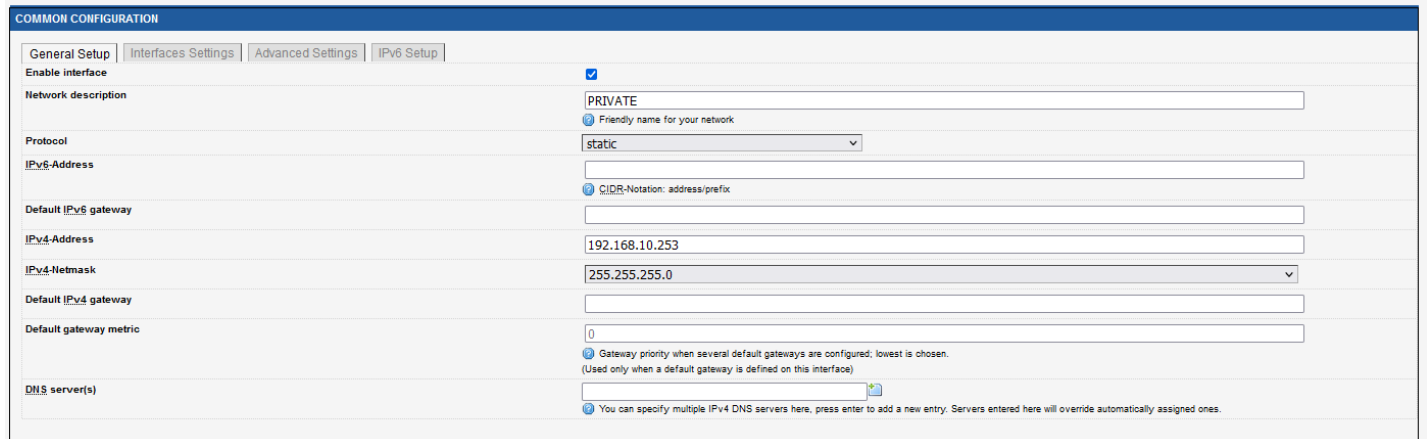 COMMON CONFIGURATION
General Setup Interfaces Settings Advanced Settings IPv6 Setup
Enable interface
Network description PRIVATE
Friendly name for your network
Protocol static
IPv6-Address
CIDR-Notation: address/prefix
Default IPv6 gateway
IPv4-Address 192.168.10.253
IPv4-Netmask 255.255.255.0
Default IPv4 gateway
Default gateway metric 0
Gateway priority when several default gateways are configured; lowest is chosen.
(Used only when a default gateway is defined on this interface)
DNS server(s)
You can specify multiple IPv4 DNS servers here, press enter to add a new entry. Servers entered here will override automatically assigned ones.